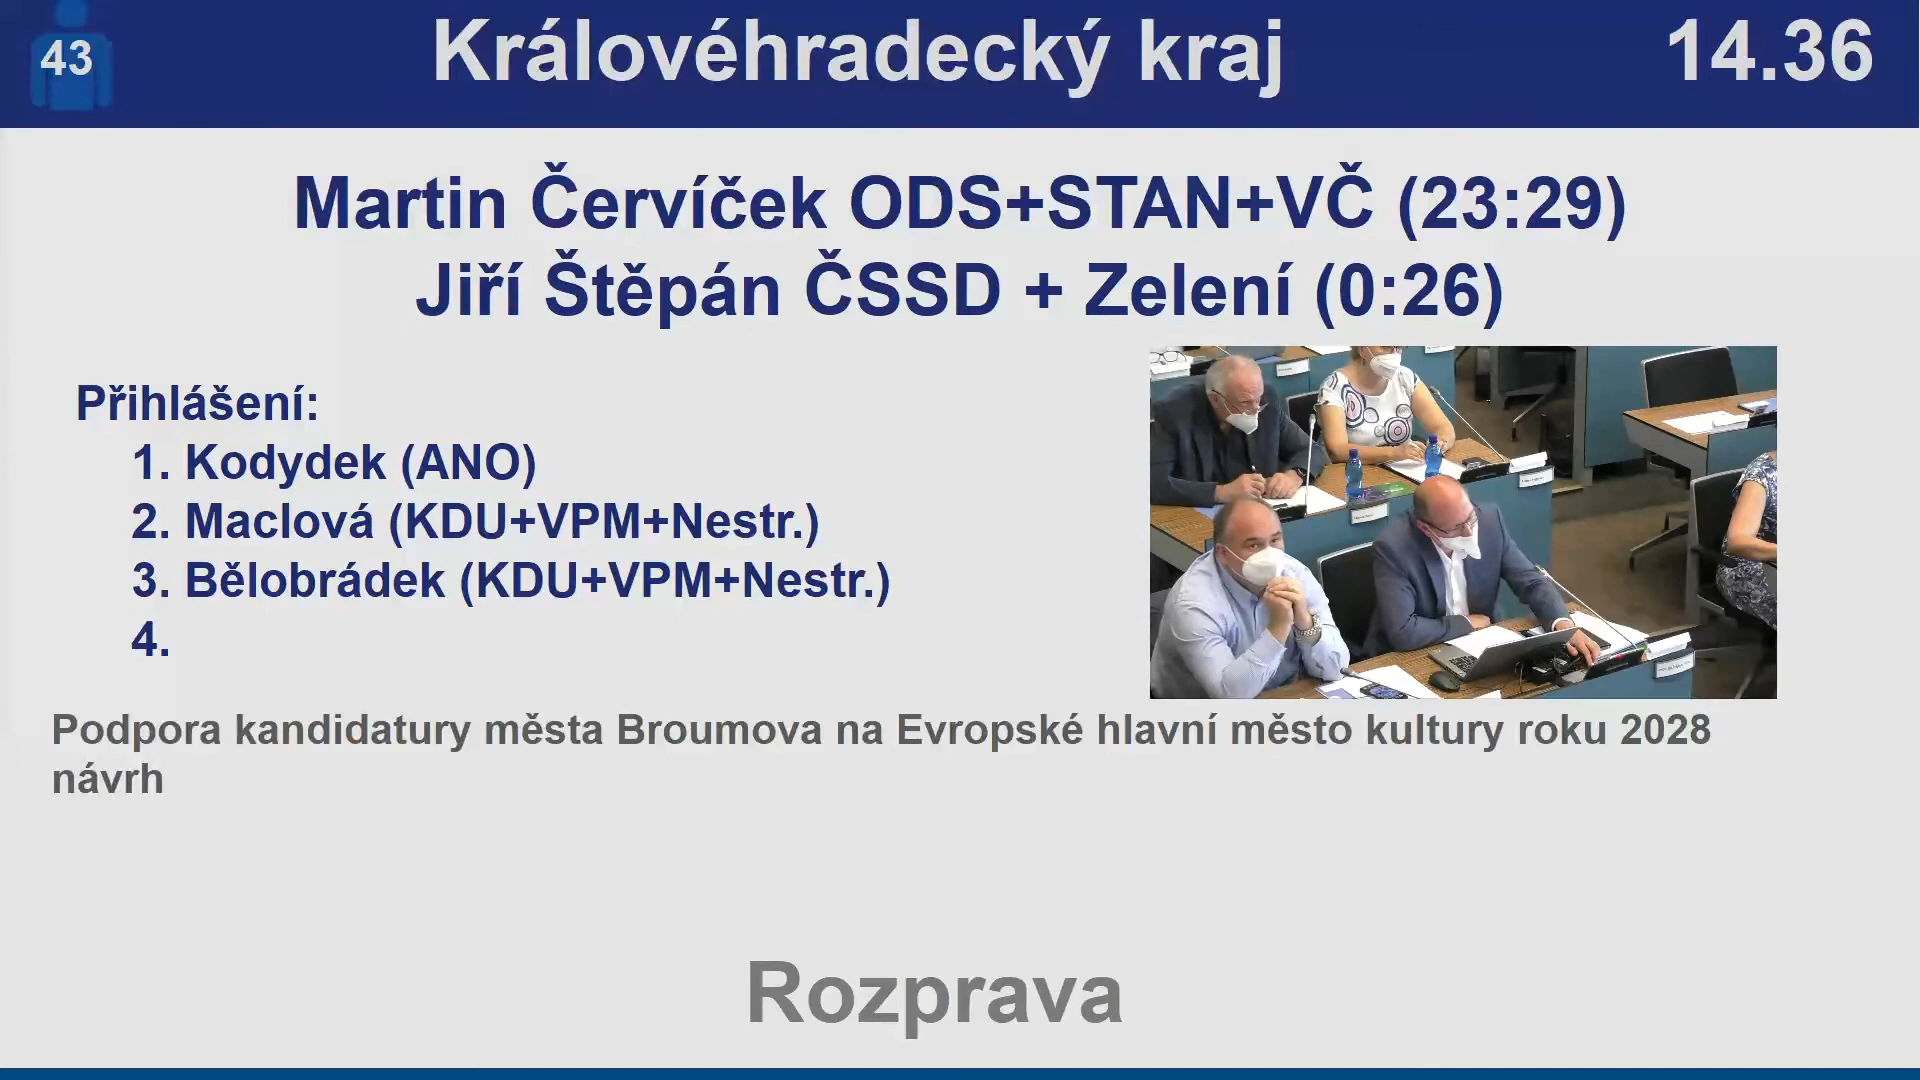 43
Královéhradecký kraj
14.36
Martin Červíček ODS+STAN+VČ (23:29)
Jiří Štěpán ČSSD + Zelení (0:26)
Přihlášení:
1. Kodydek (ANO)
2. Maclová (KDU+VPM+Nestr.)
3. Bělobrádek (KDU+VPM+Nestr.)
4.
Podpora kandidatury města Broumova na Evropské hlavní město kultury roku 2028
návrh
Rozprava